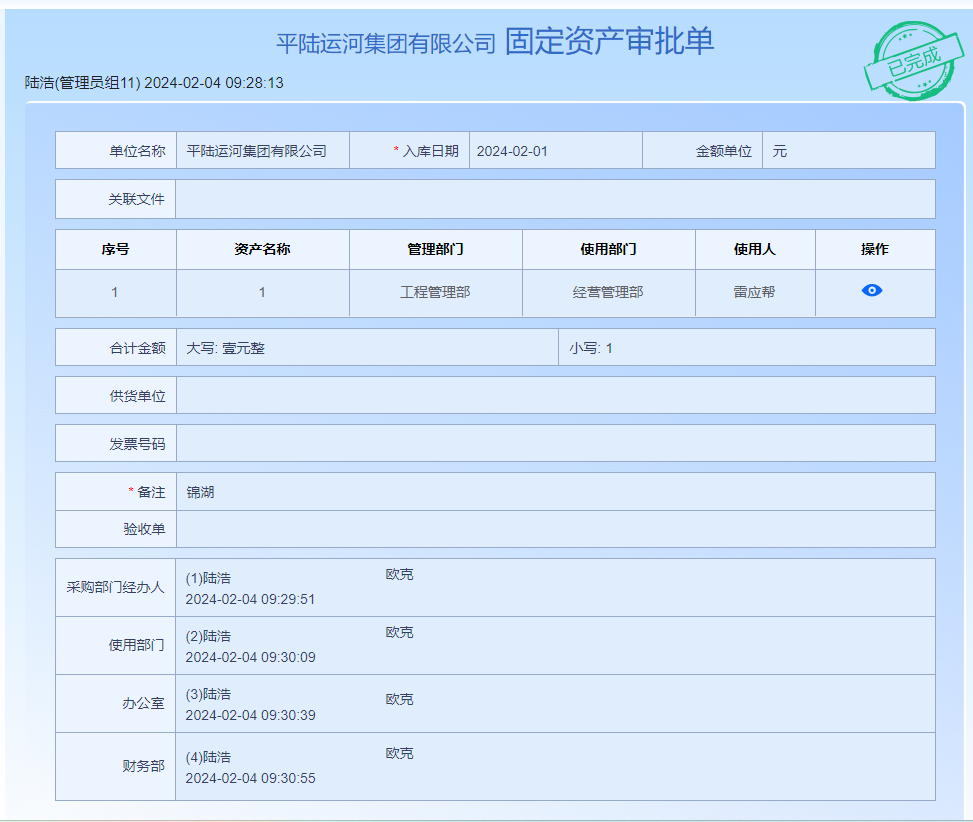 平陆运河集团有限公司 固定资产审批单
已完成
陆浩(管理员组11) 2024-02-04 09:28:13
单位名称 平陆运河集团有限公司 * 入库日期 2024-02-01 金额单位 元
关联文件
序号 资产名称 管理部门 使用部门 使用人 操作
1 1 工程管理部 经营管理部 雷应帮
合计金额 大写: 壹元整 小写: 1
供货单位
发票号码
* 备注 锦湖
验收单
采购部门经办人 (1)陆浩 欧克
2024-02-04 09:29:51
使用部门 (2)陆浩 欧克
2024-02-04 09:30:09
办公室 (3)陆浩 欧克
2024-02-04 09:30:39
财务部 (4)陆浩 欧克
2024-02-04 09:30:55